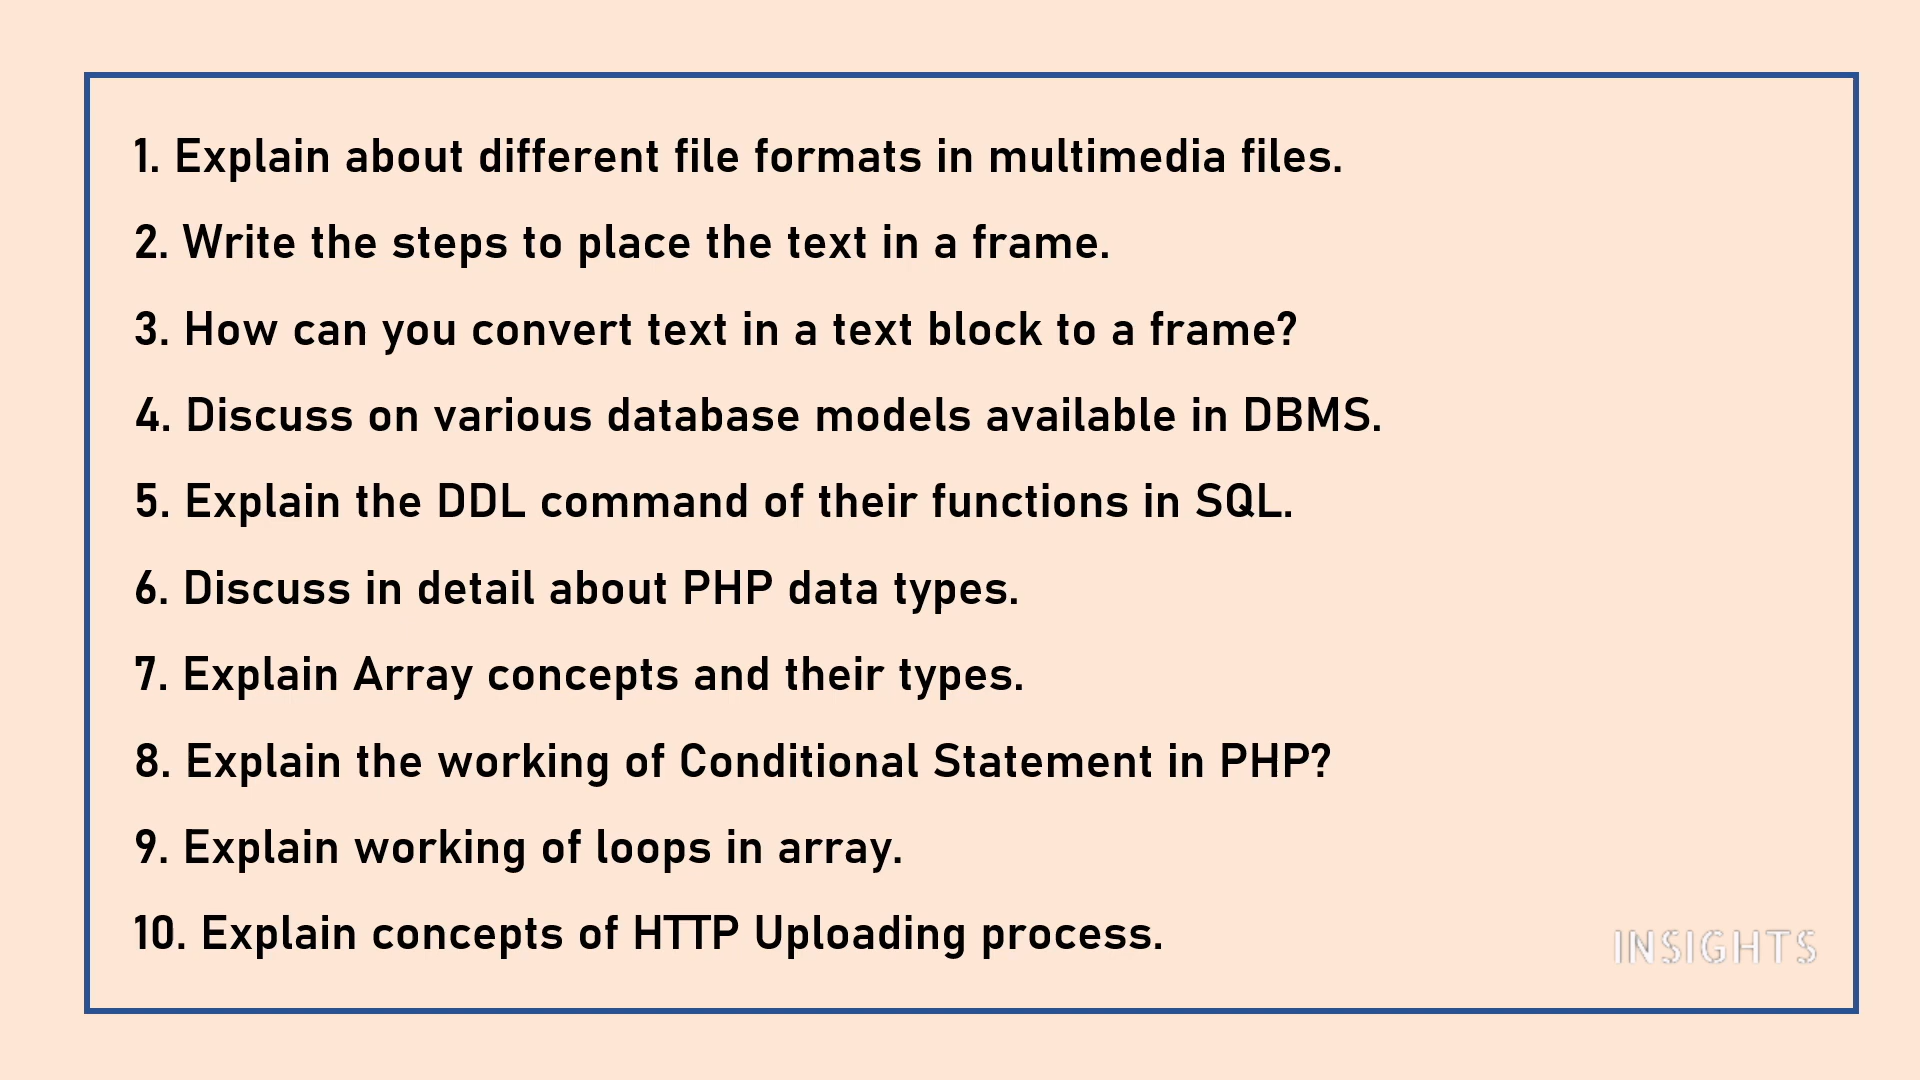 1. Explain about different file formats in multimedia files.
2. Write the steps to place the text in a frame.
3. How can you convert text in a text block to a frame?
4. Discuss on various database models available in DBMS.
5. Explain the DDL command of their functions in SQL.
6. Discuss in detail about PHP data types.
7. Explain Array concepts and their types.
8. Explain the working of Conditional Statement in PHP?
9. Explain working of loops in array.
10. Explain concepts of HTTP Uploading process.
INSIGHTS